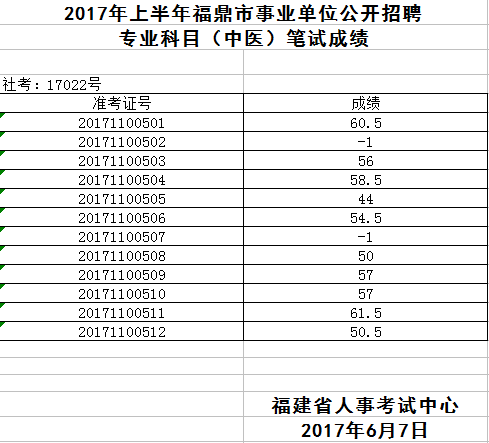 2017年上半年福鼎市事业单位公开招聘
专业科目（中医）笔试成绩
社考：17022号
准考证号 成绩
20171100501 60.5
20171100502 -1
20171100503 56
20171100504 58.5
20171100505 44
20171100506 54.5
20171100507 -1
20171100508 50
20171100509 57
20171100510 57
20171100511 61.5
20171100512 50.5
福建省人事考试中心
2017年6月7日